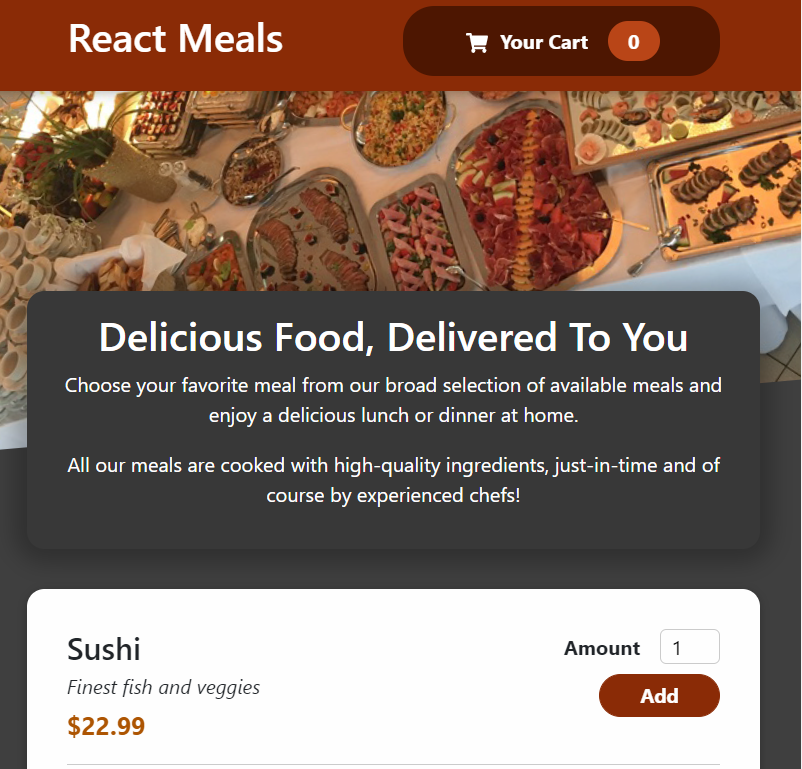 React Meals
Your Cart 0
Delicious Food, Delivered To You
Choose your favorite meal from our broad selection of available meals and
enjoy a delicious lunch or dinner at home.
All our meals are cooked with high-quality ingredients, just-in-time and of
course by experienced chefs!
Sushi
Amount 1
Finest fish and veggies
Add
$22.99